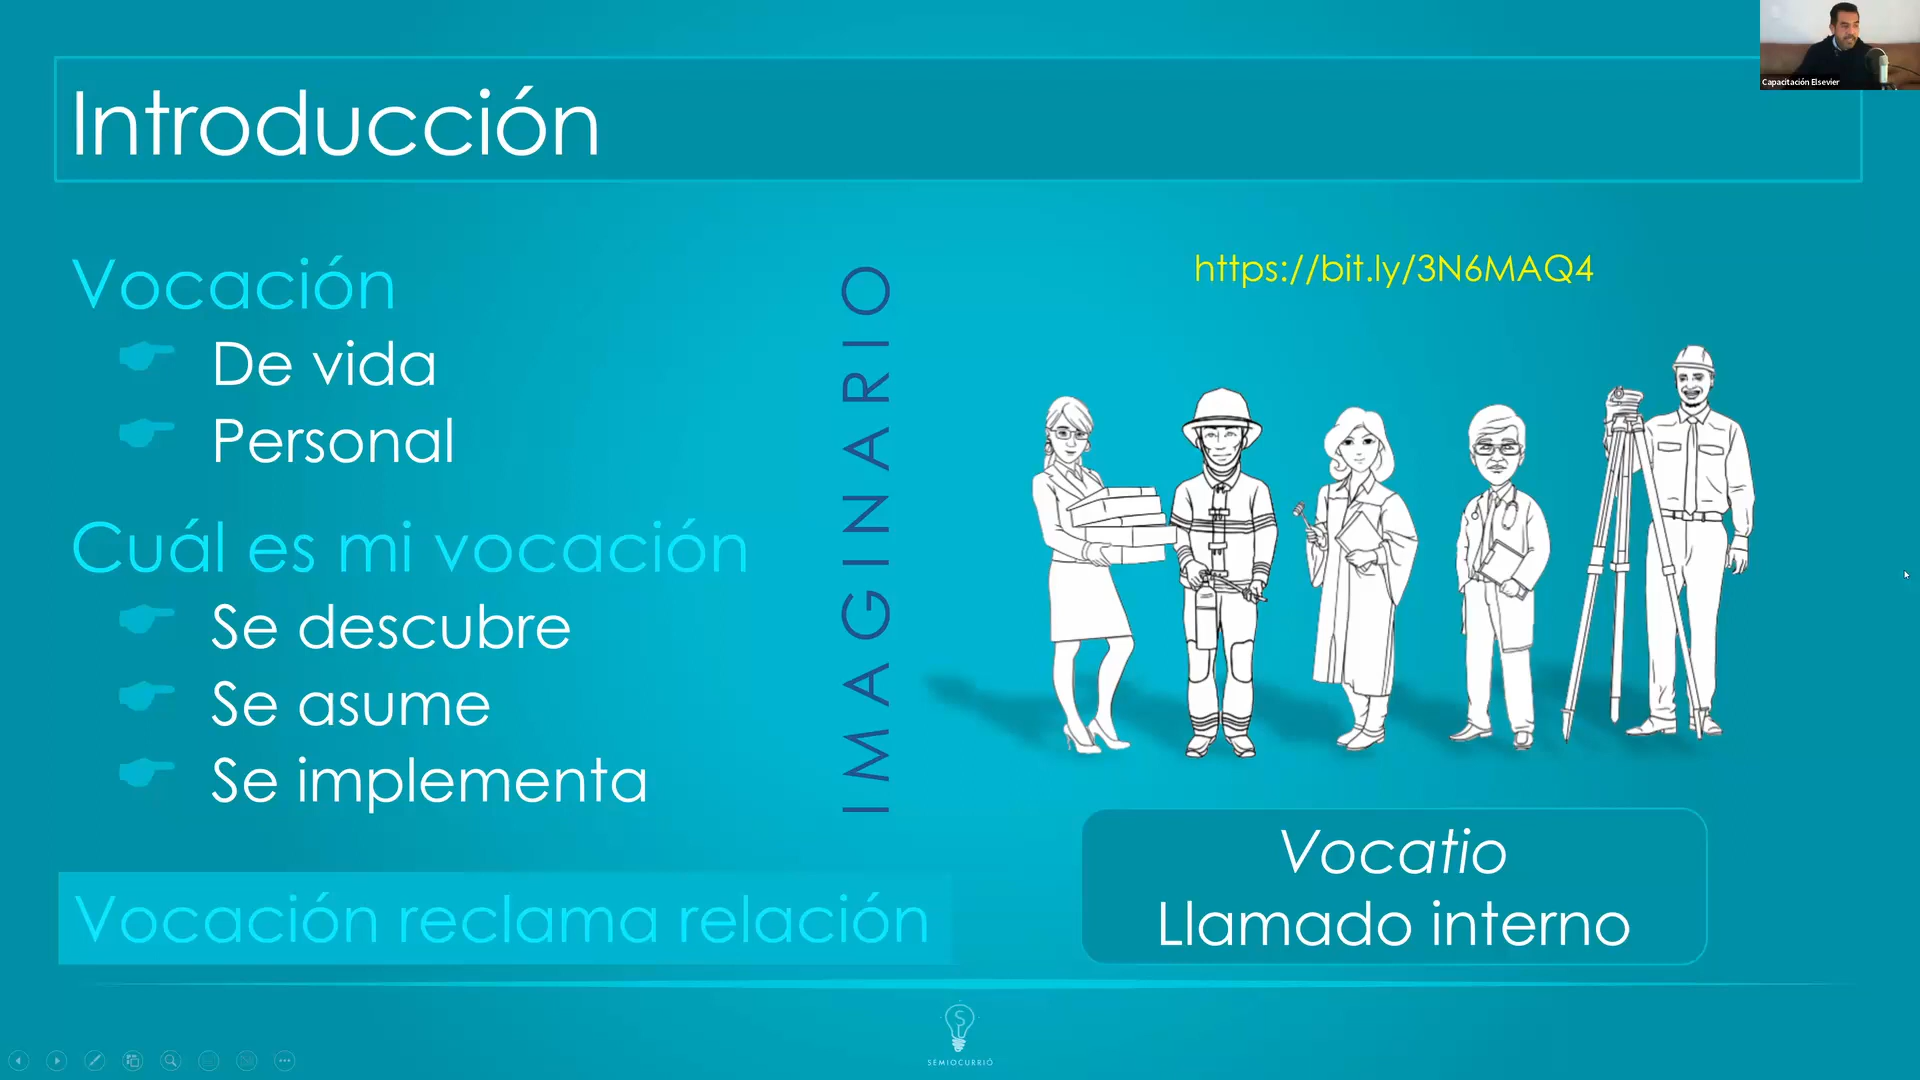 Capacitación Elsevier
Introducción
Vocación
De vida
Personal
Cuál es mi vocación
Se descubre
Se asume
Se implementa
Vocación reclama relación
IMAGINARIO
https://bit.ly/3N6MAQ4
Vocatio
Llamado interno
SEMIOCURRIÓ